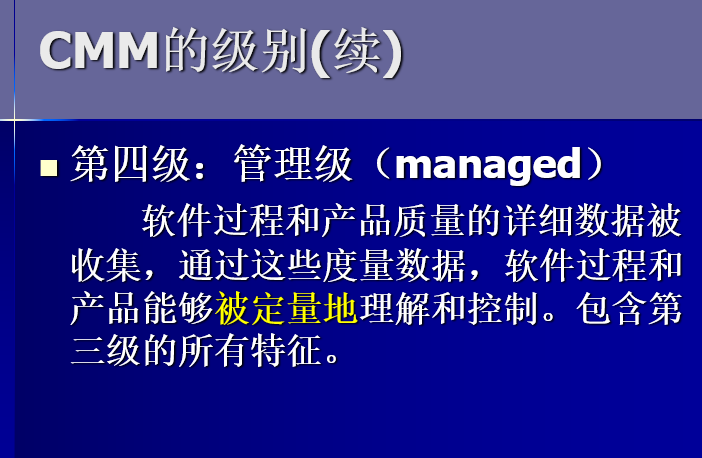 CMM的级别(续)
第四级：管理级（managed）
软件过程和产品质量的详细数据被
收集，通过这些度量数据，软件过程和
产品能够被定量地理解和控制。包含第
三级的所有特征。